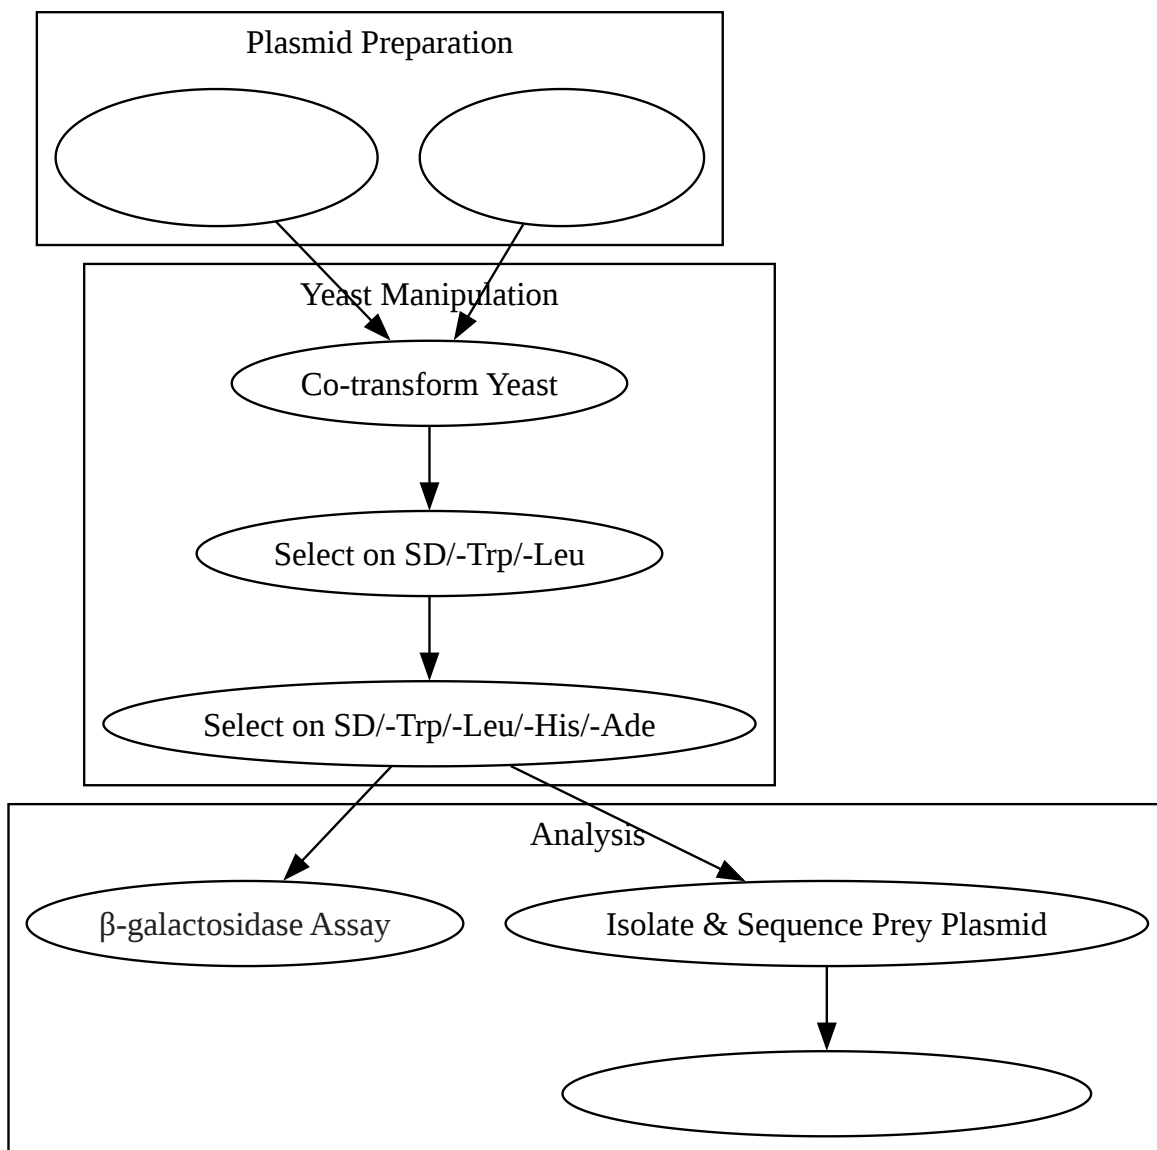 Plasmid Preparation
Yeast Manipulation
Co-transform Yeast
Select on SD/-Trp/-Leu
Select on SD/-Trp/-Leu/-His/-Ade
Analysis
β-galactosidase Assay
Isolate & Sequence Prey Plasmid